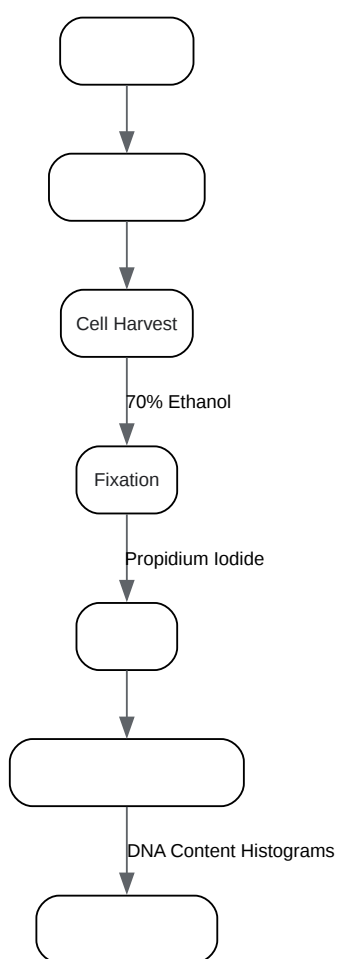 Cell Harvest
70% Ethanol
Fixation
Propidium Iodide
DNA Content Histograms